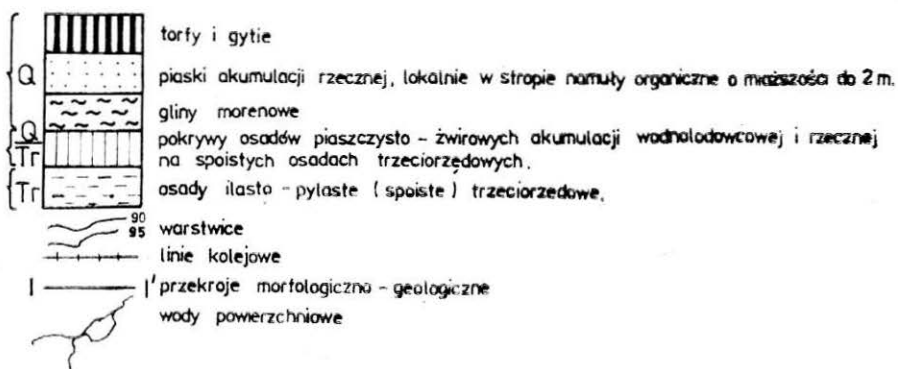 torfy i gytie
Q piaski akumulacji rzecznej, lokalnie w stropie namuły organiczne o miąższości do 2 m.
gliny morenowe
Q Tr pokrywy osadów piaszczysto - żwirowych akumulacji wodnolodowcowej i rzecznej
na spoistych osadach trzeciorzędowych.
Tr osady ilasto - pylaste ( spoiste ) trzeciorzędowe.
90
95 warstwice
linie kolejowe
I I' przekroje morfologiczno - geologiczne
wody powierzchniowe